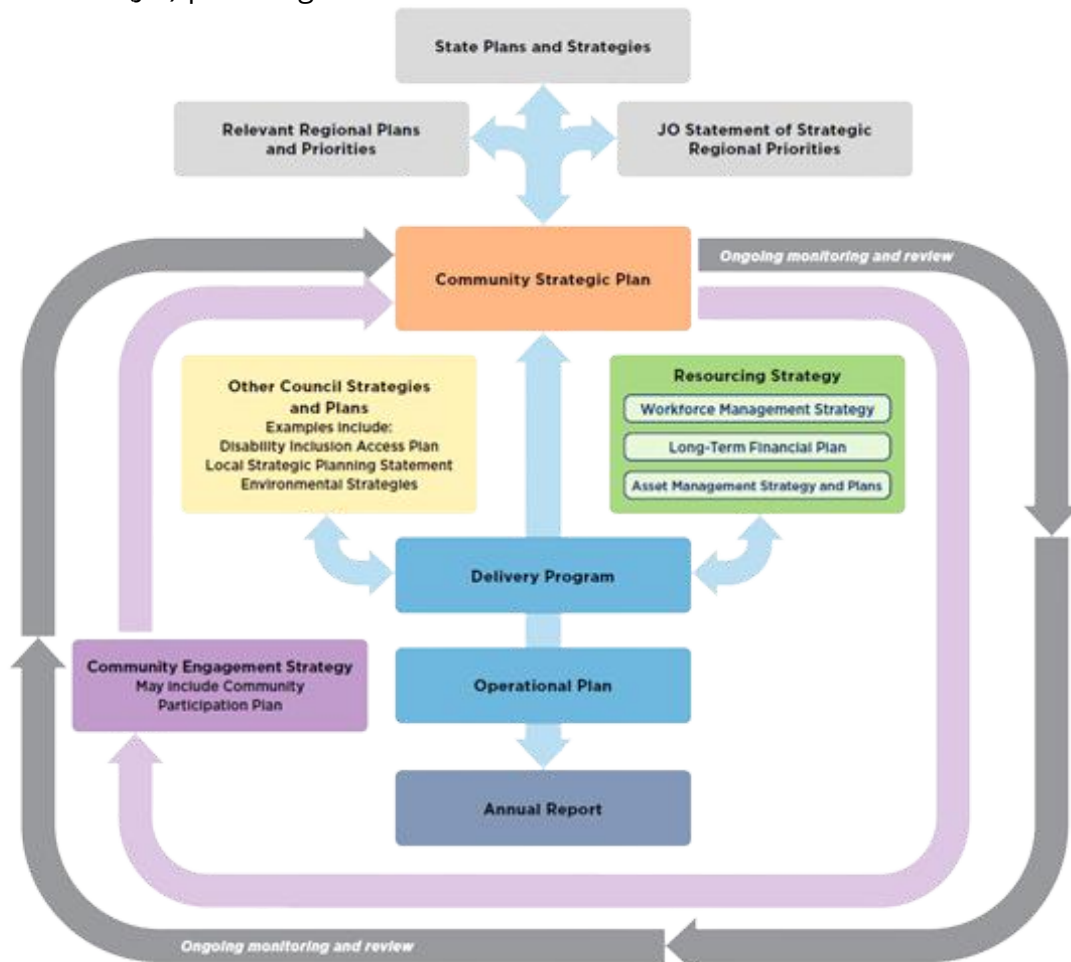 State Plans and Strategies
Relevant Regional Plans
and Priorities
JO Statement of Strategic
Regional Priorities
Community Strategic Plan
Ongoing monitoring and review
Other Council Strategies
and Plans
Examples include:
Disability Inclusion Access Plan
Local Strategic Planning Statement
Environmental Strategies
Resourcing Strategy
Workforce Management Strategy
Long-Term Financial Plan
Asset Management Strategy and Plans
Delivery Program
Community Engagement Strategy
May include Community
Participation Plan
Operational Plan
Annual Report
Ongoing monitoring and review